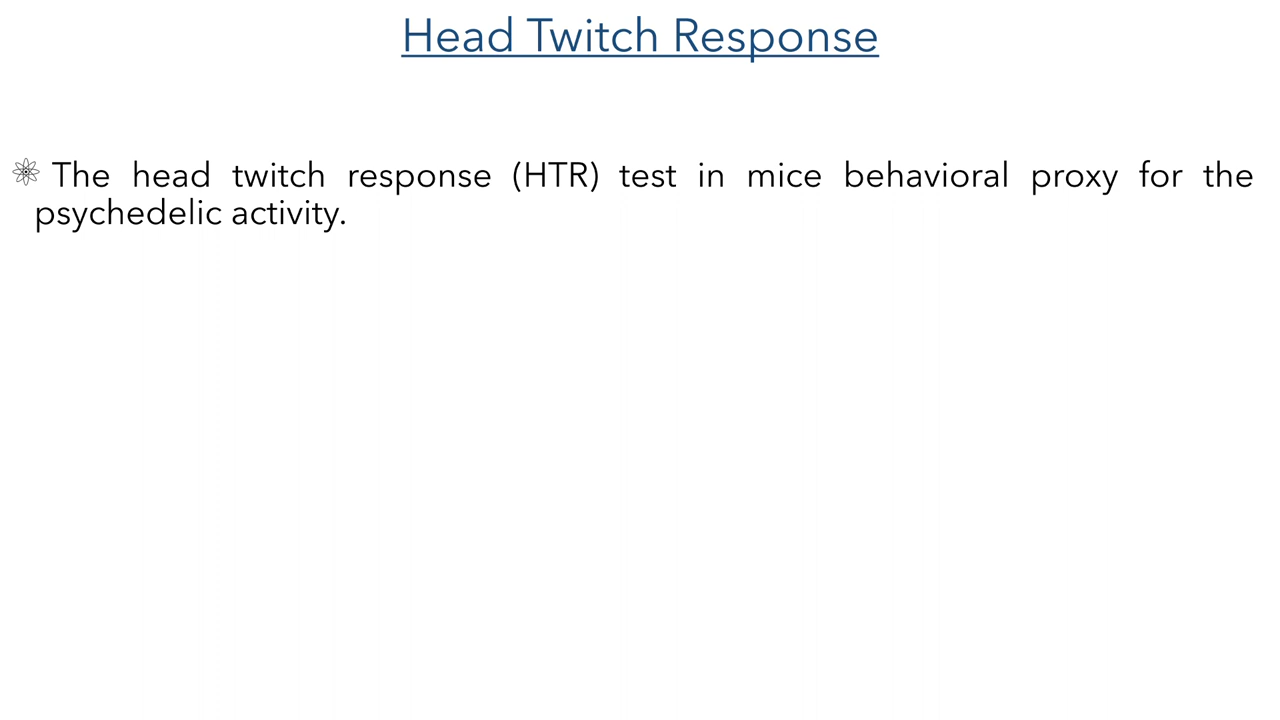 Head Twitch Response
The head twitch response (HTR) test in mice behavioral proxy for the
psychedelic activity.